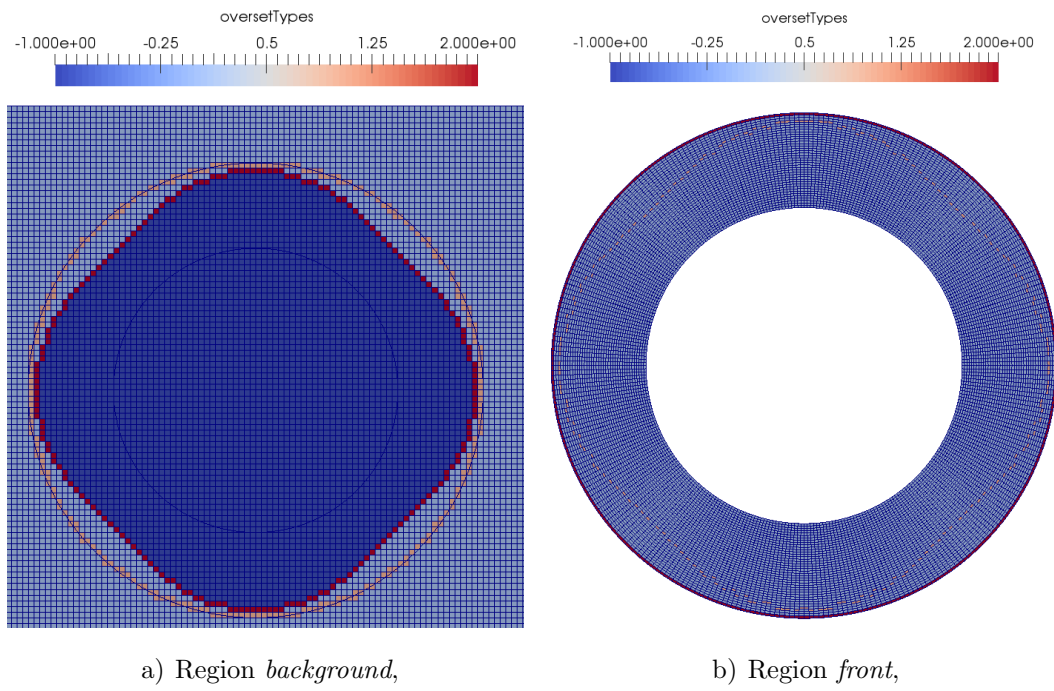 oversetTypes
-1.000e+00 -0.25 0.5 1.25 2.000e+00
oversetTypes
-1.000e+00 -0.25 0.5 1.25 2.000e+00
a) Region background,
b) Region front,